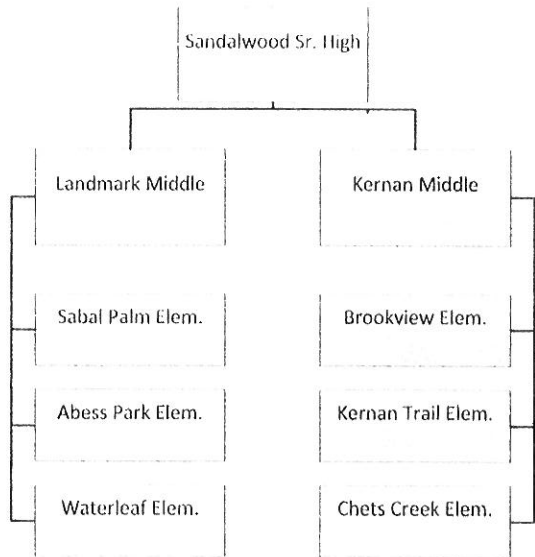 Sandalwood Sr. High
Landmark Middle
Kernan Middle
Sabal Palm Elem.
Brookview Elem.
Abess Park Elem.
Kernan Trail Elem.
Waterleaf Elem.
Chets Creek Elem.